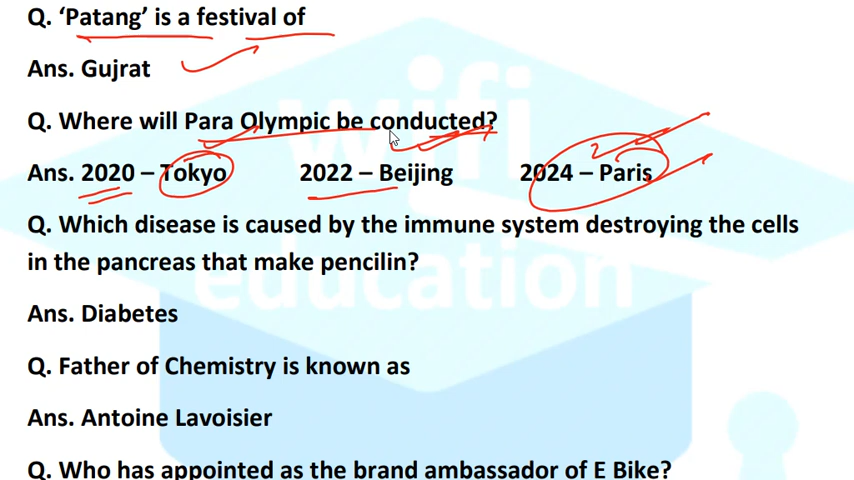 Q. ‘Patang’ is a festival of
Ans. Gujrat
Q. Where will Para Olympic be conducted?
Ans. 2020 – Tokyo 2022 – Beijing 2024 – Paris
Q. Which disease is caused by the immune system destroying the cells
in the pancreas that make pencilin?
Ans. Diabetes
Q. Father of Chemistry is known as
Ans. Antoine Lavoisier
Q. Who has appointed as the brand ambassador of E Bike?
wifi
education